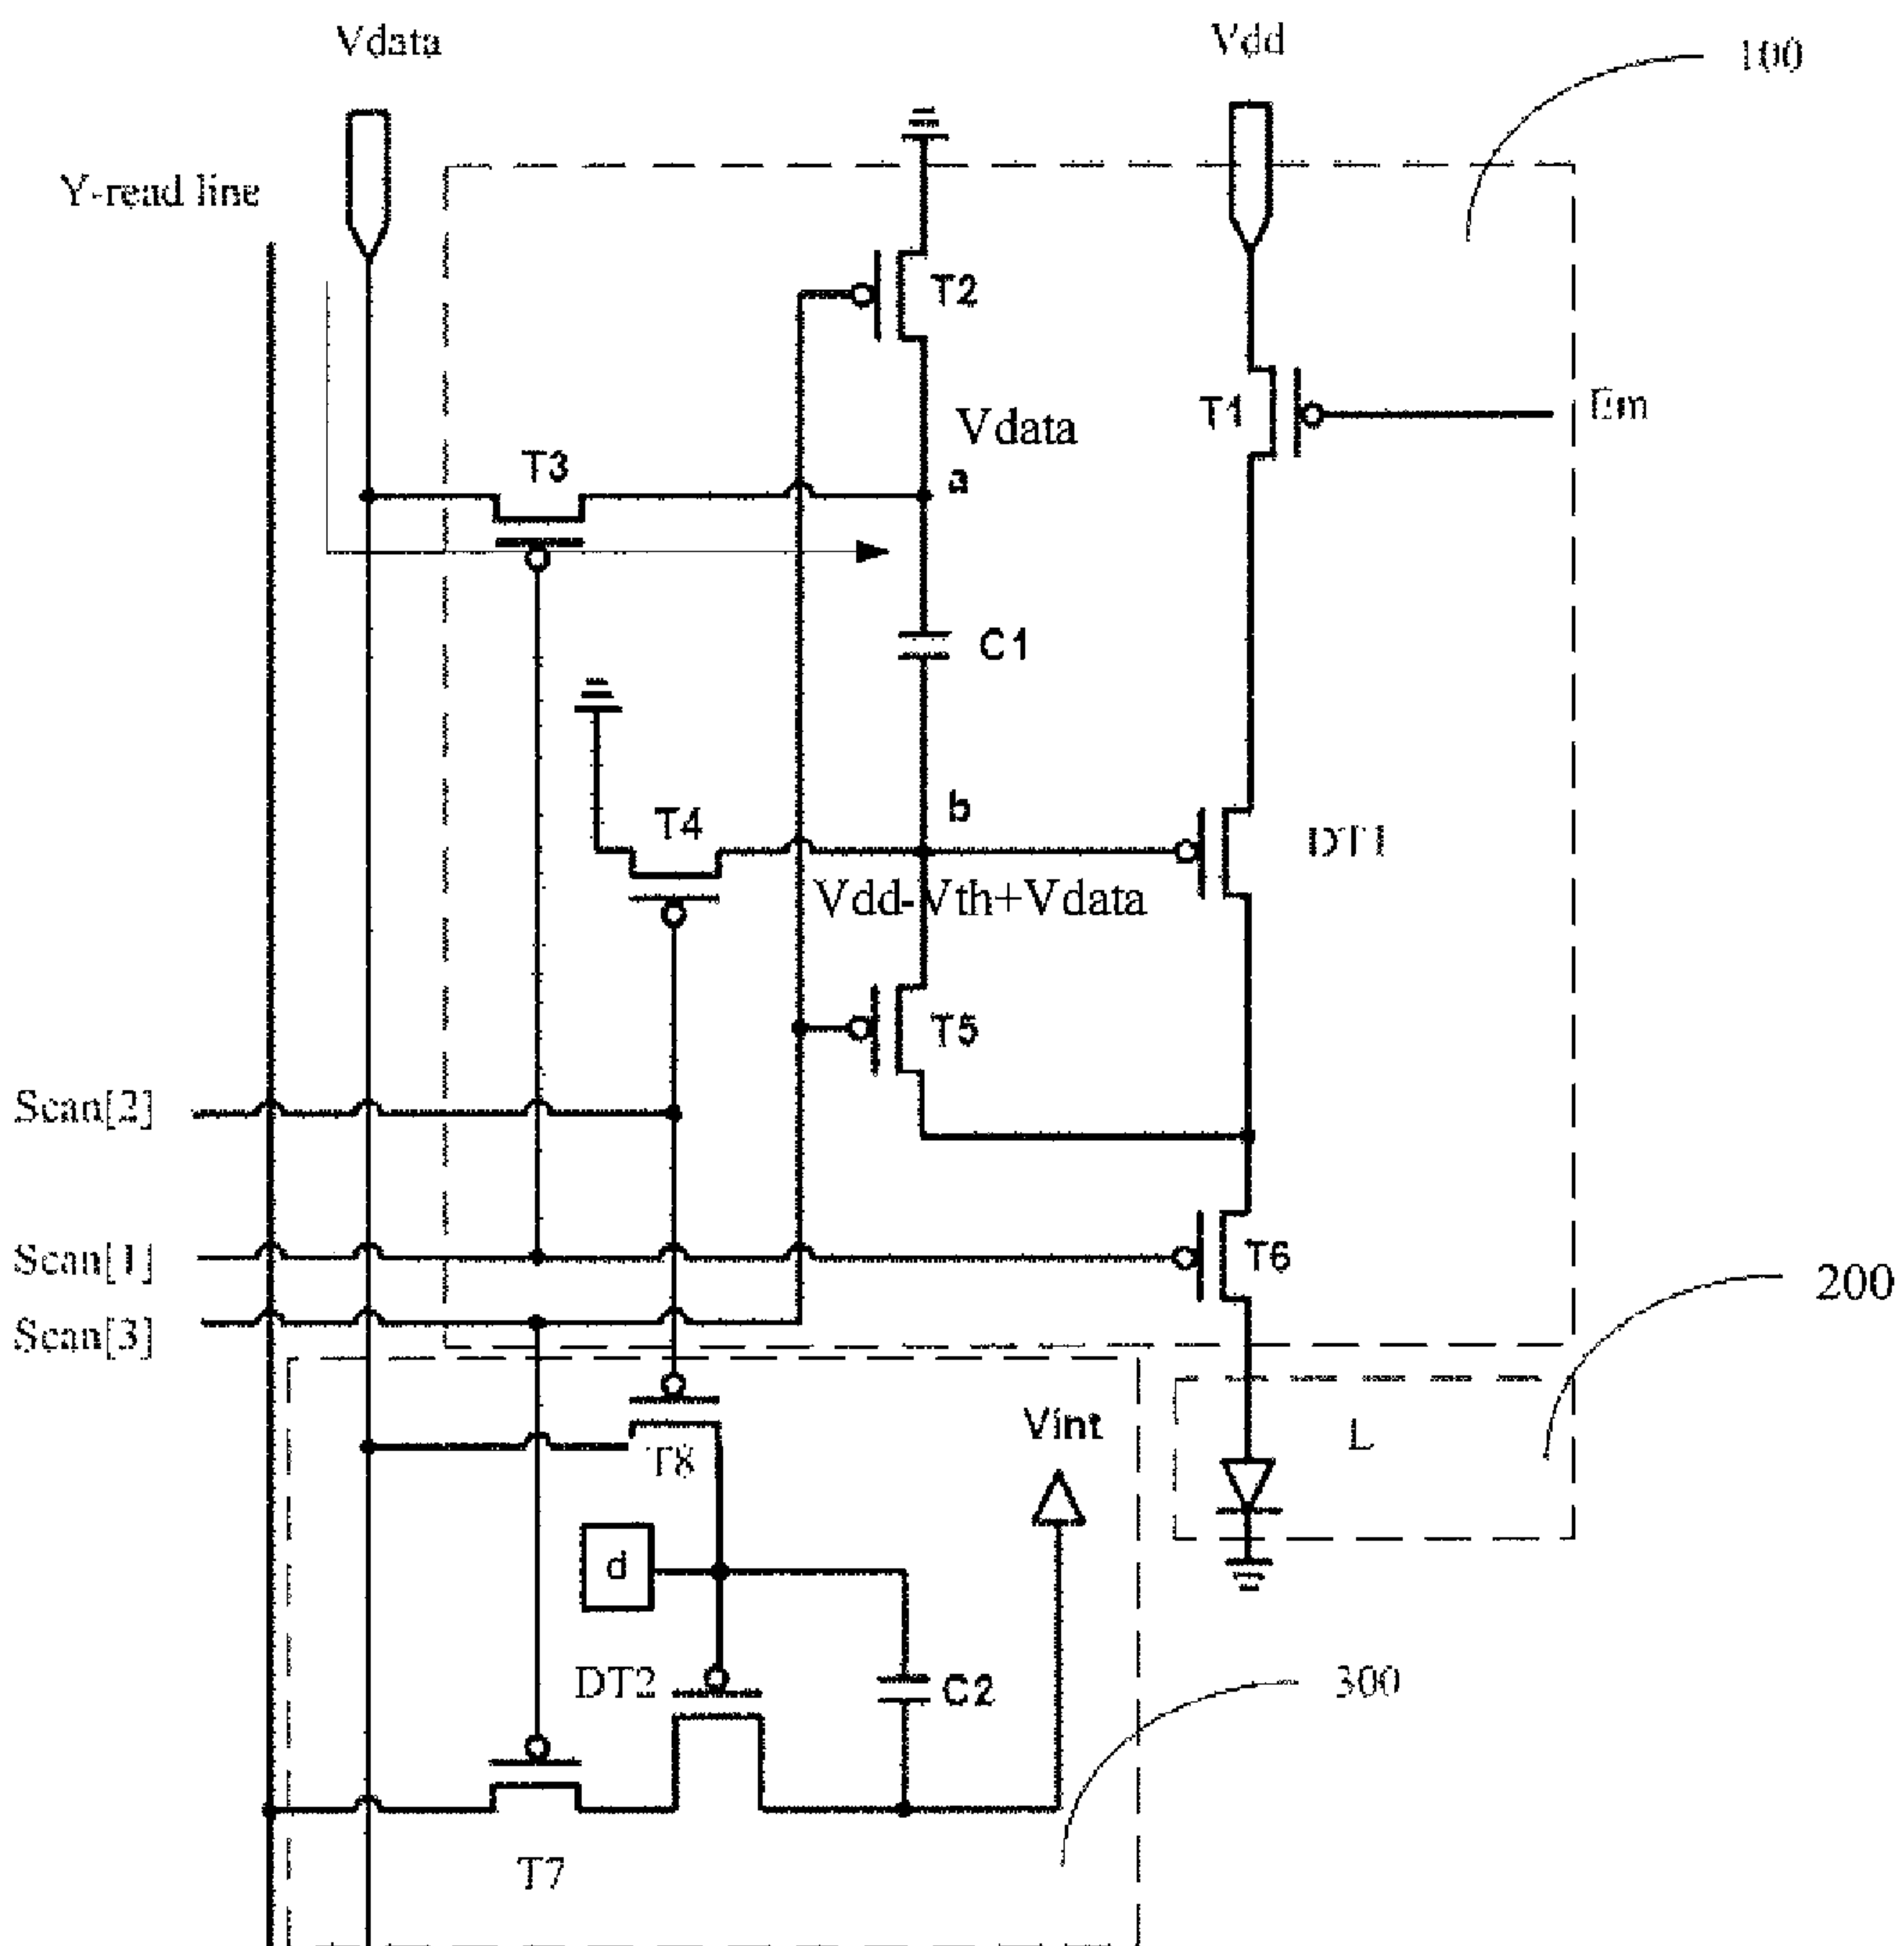 Vdata
Vdd
100
Y-read line
T2
T1
Em
Vdata
T3
a
C1
b
T4
DT1
Vdd-Vth+Vdata
T5
Scan[2]
Scan[1]
T6
200
Scan[3]
Vint
L
T8
d
DT2
C2
300
T7